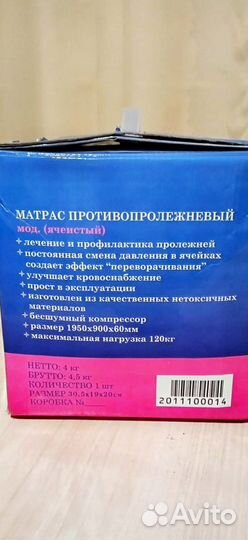 МАТРАС ПРОТИВОПРОЛЕЖНЕВЫЙ
мод. (ячеистый)
+ лечение и профилактика пролежней
+ постоянная смена давления в ячейках
создает эффект "переворачивания"
+ улучшает кровоснабжение
+ прост в эксплуатации
+ изготовлен из качественных нетоксичных
материалов
+ бесшумный компрессор
+ размер 1950х900х60мм
+ максимальная нагрузка 120кг
НЕТТО: 4 кг
БРУТТО: 4,5 кг
КОЛИЧЕСТВО 1 шт
РАЗМЕР 30,5х19х20см
КОРОБКА №
2011100014
Avito